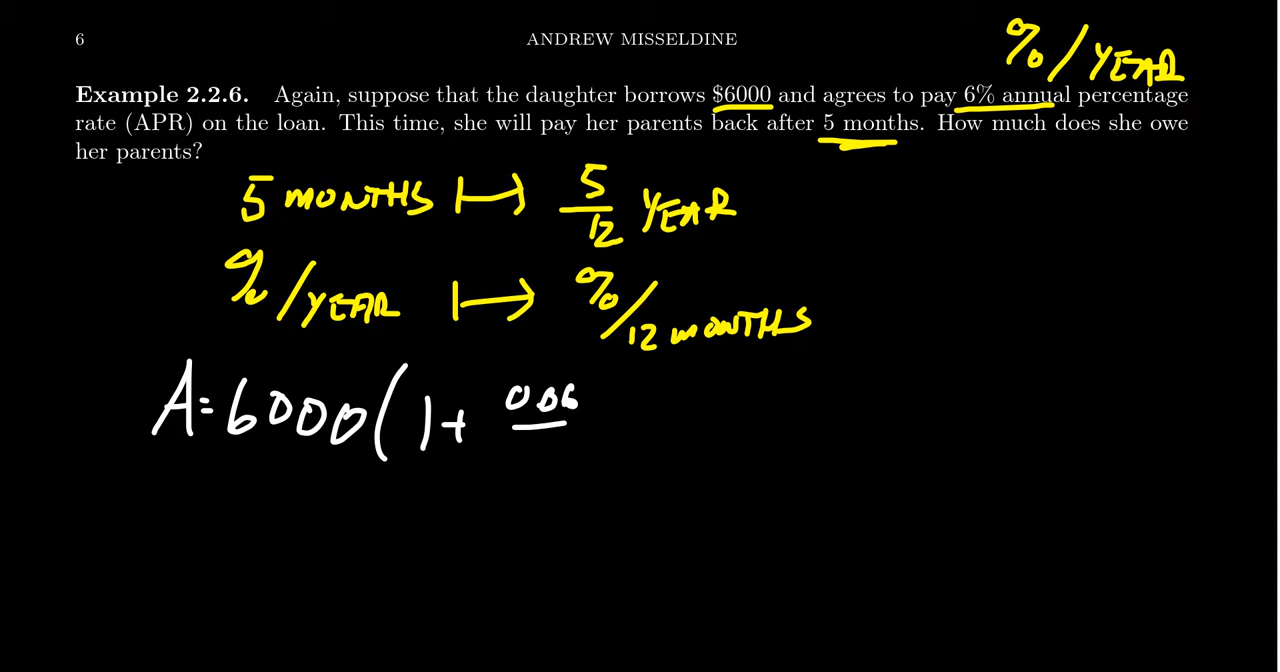 6 ANDREW MISSELDINE
%/YEAR
Example 2.2.6. Again, suppose that the daughter borrows $6000 and agrees to pay 6% annual percentage
rate (APR) on the loan. This time, she will pay her parents back after 5 months. How much does she owe
her parents?
5 MONTHS ↦ 5/12 YEAR
%/YEAR ↦ %/12 MONTHS
A = 6000(1 + 0.06